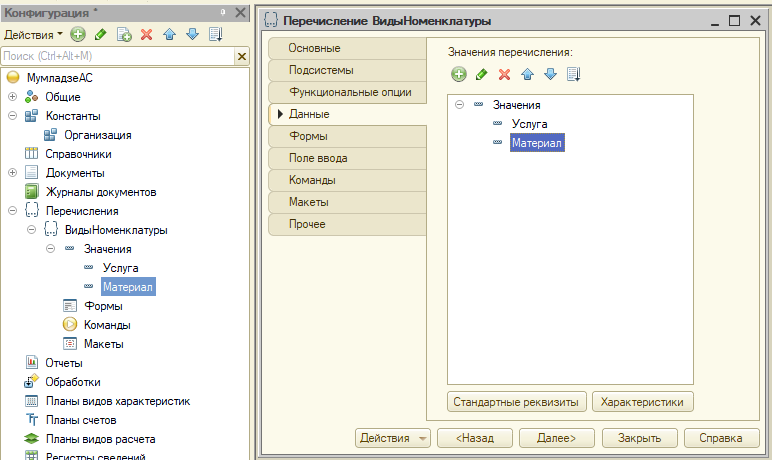 Конфигурация *
Действия
Поиск (Ctrl+Alt+M)
МумладзеАС
Общие
Константы
Организация
Справочники
Документы
Журналы документов
Перечисления
ВидыНоменклатуры
Значения
Услуга
Материал
Формы
Команды
Макеты
Отчеты
Обработки
Планы видов характеристик
Планы счетов
Планы видов расчета
Регистры сведений
Перечисление ВидыНоменклатуры
Основные
Подсистемы
Функциональные опции
Данные
Формы
Поле ввода
Команды
Макеты
Прочее
Значения перечисления:
Значения
Услуга
Материал
Стандартные реквизиты
Характеристики
Действия
<Назад
Далее>
Закрыть
Справка